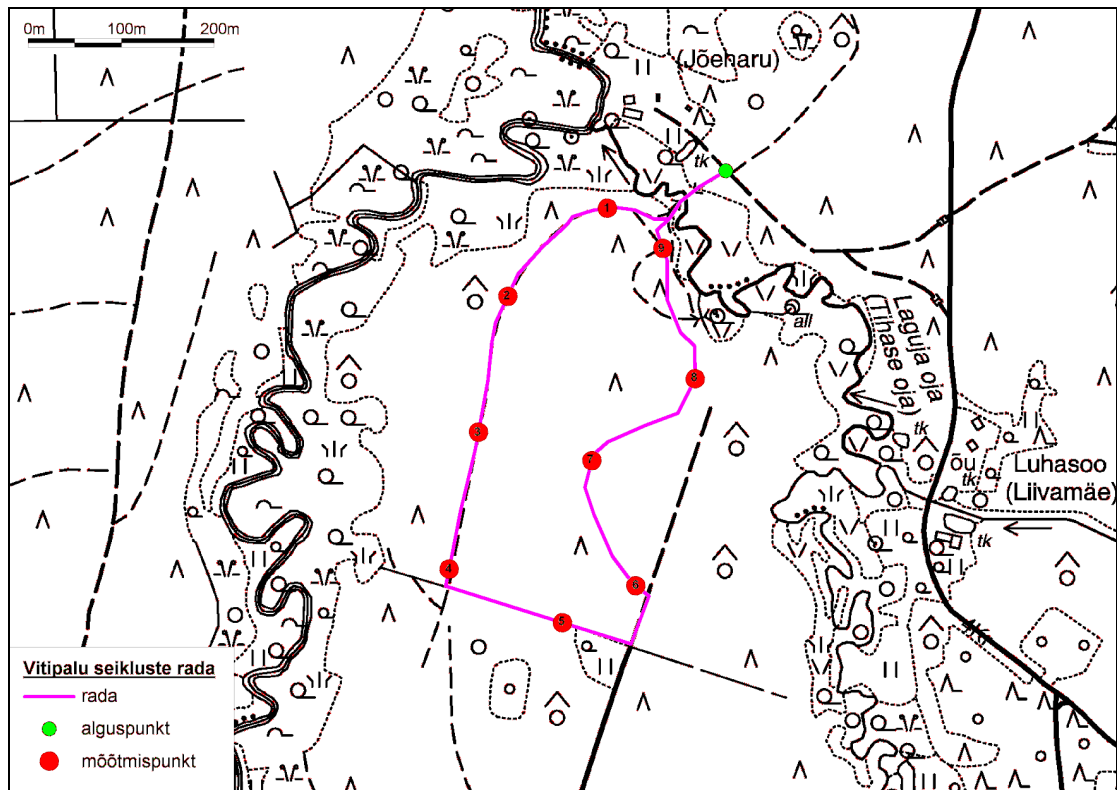 0m 100m 200m
(Jõeharu)
tk
1
9
2
äll
Laguja oja
(Tihase oja)
8
3
tk
7
õu
tk
Luhasoo
(Liivamäe)
tk
4
6
5
Vitipalu seikluste rada
rada
alguspunkt
mõõtmispunkt